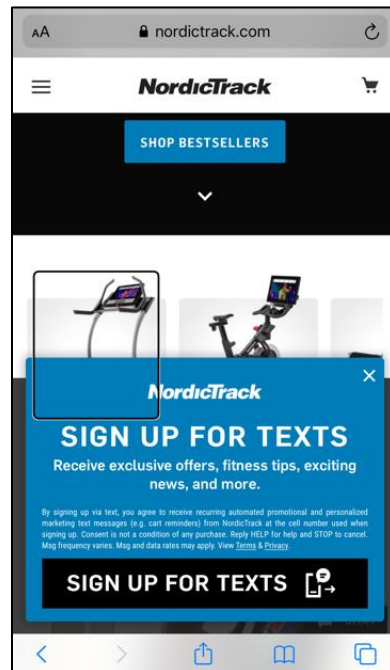 AA nordictrack.com
NordicTrack
SHOP BESTSELLERS
NordicTrack
SIGN UP FOR TEXTS
Receive exclusive offers, fitness tips, exciting
news, and more.
By signing up via text, you agree to receive recurring automated promotional and personalized
marketing text messages (e.g. cart reminders) from NordicTrack at the cell number used when
signing up. Consent is not a condition of any purchase. Reply HELP for help and STOP to cancel.
Msg frequency varies. Msg and data rates may apply. View Terms & Privacy.
SIGN UP FOR TEXTS
CHAT